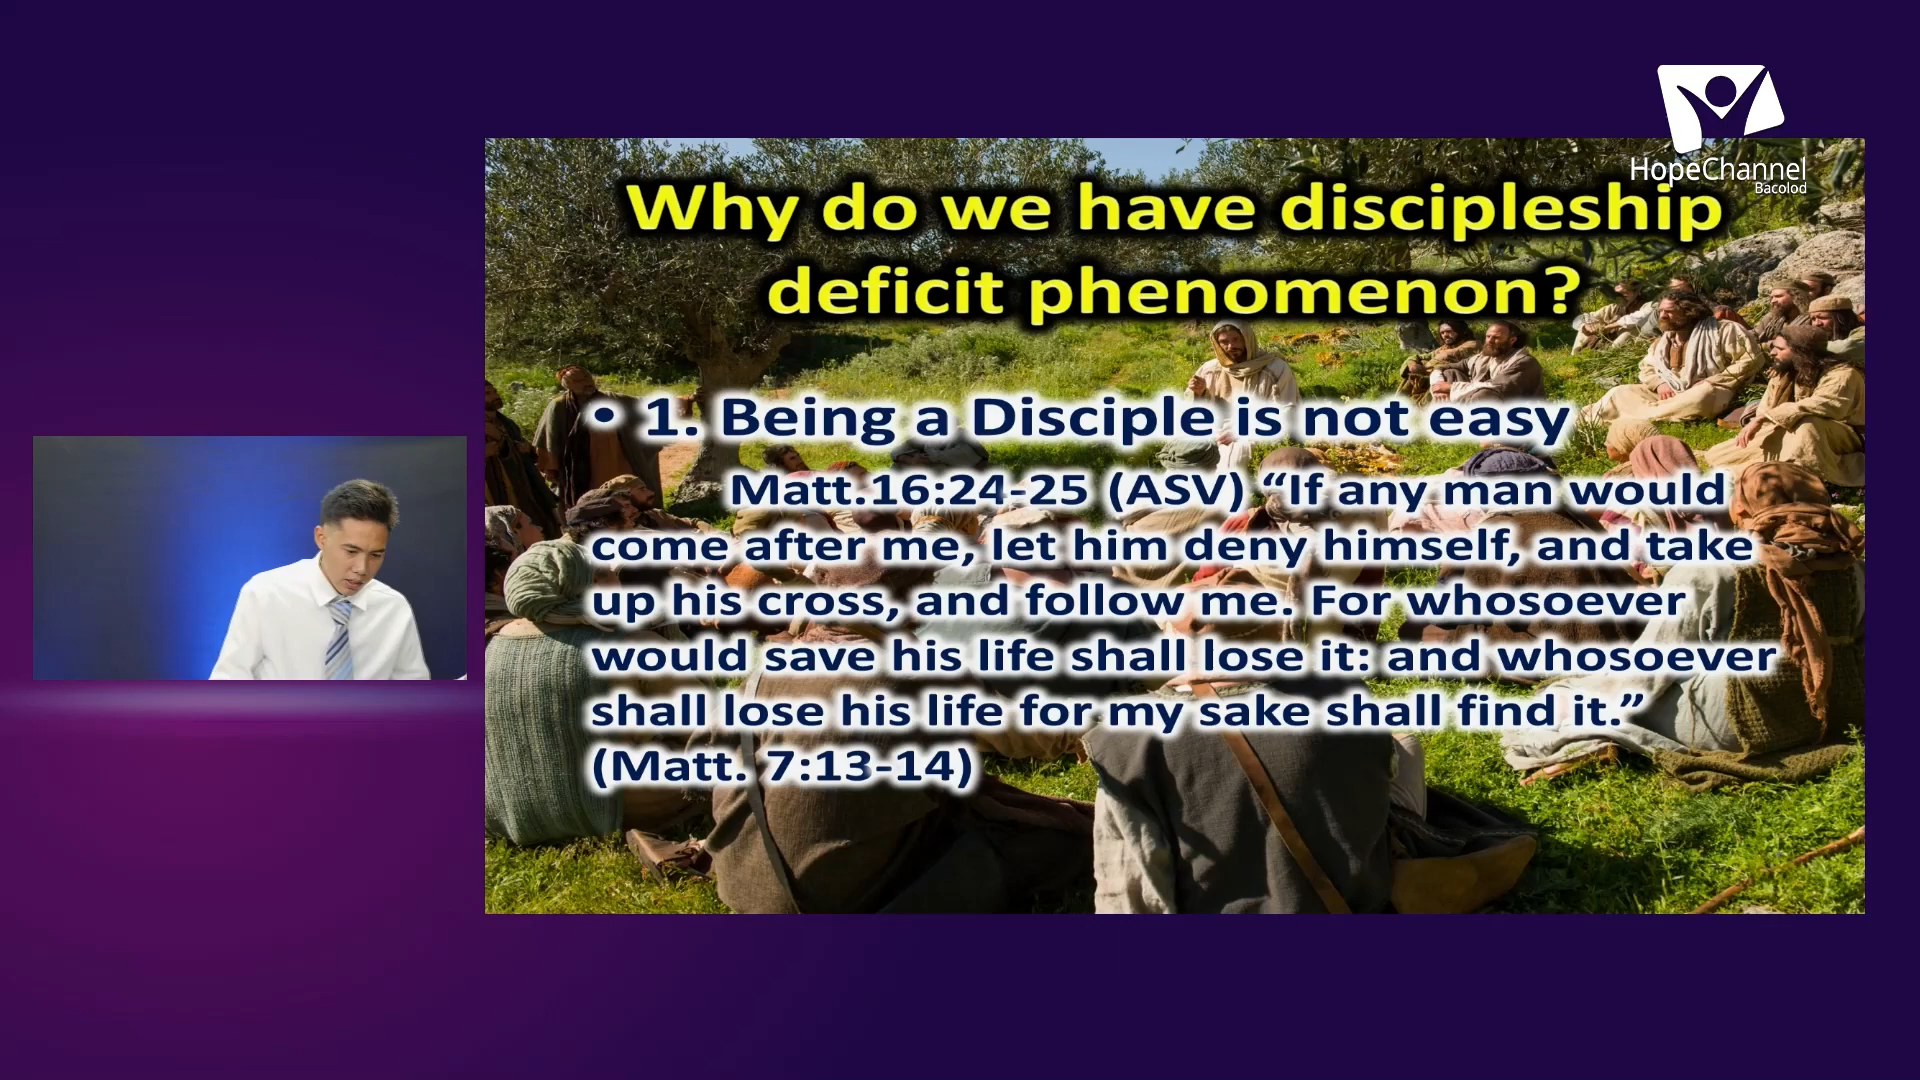 HopeChannel
Bacolod
Why do we have discipleship
deficit phenomenon?
• 1. Being a Disciple is not easy
Matt.16:24-25 (ASV) “If any man would
come after me, let him deny himself, and take
up his cross, and follow me. For whosoever
would save his life shall lose it: and whosoever
shall lose his life for my sake shall find it.”
(Matt. 7:13-14)